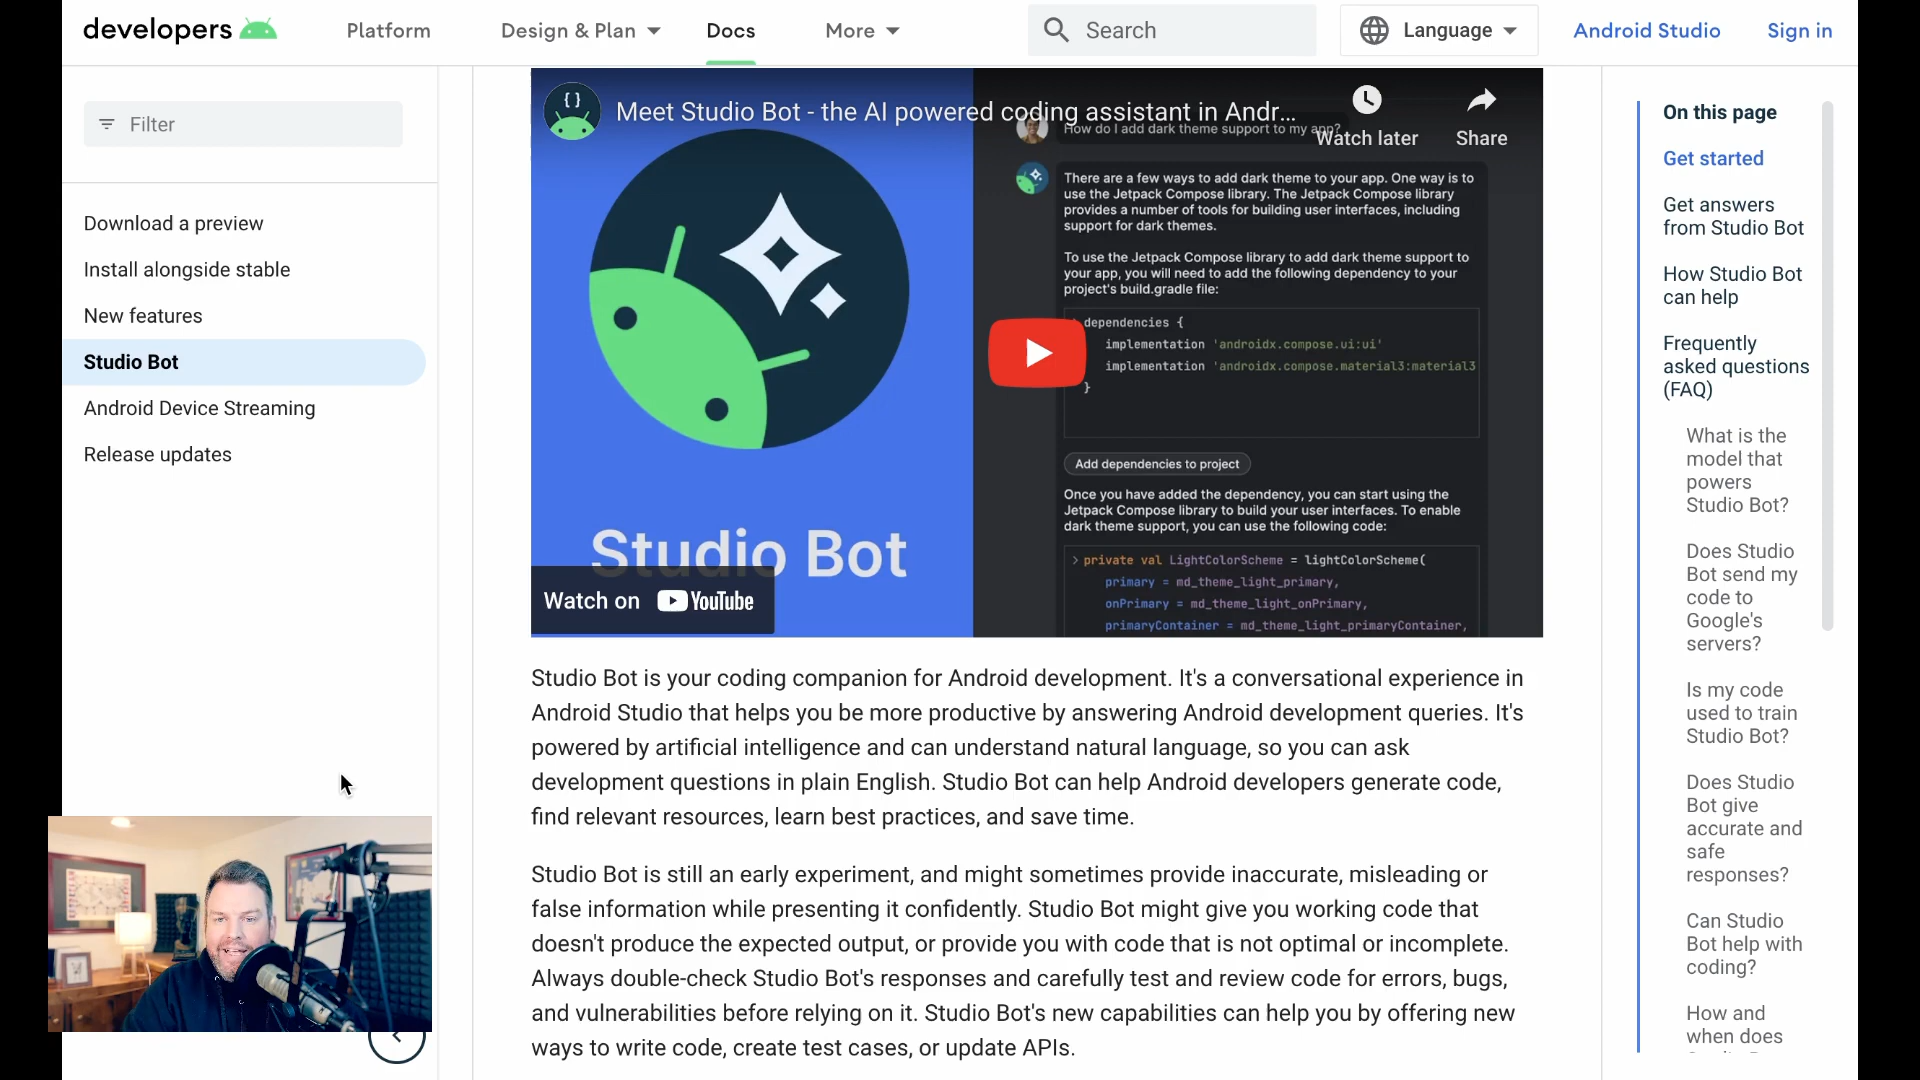 developers
Platform
Design & Plan
Docs
More
Search
Language
Android Studio
Sign in
Filter
Download a preview
Install alongside stable
New features
Studio Bot
Android Device Streaming
Release updates
Meet Studio Bot - the AI powered coding assistant in Andr...
Watch later
Share
How do I add dark theme support to my app?
There are a few ways to add dark theme to your app. One way is to
use the Jetpack Compose library. The Jetpack Compose library
provides a number of tools for building user interfaces, including
support for dark themes.
To use the Jetpack Compose library to add dark theme support to
your app, you will need to add the following dependency to your
project's build.gradle file:
dependencies {
implementation 'androidx.compose.ui:ui'
implementation 'androidx.compose.material3:material3
}
Add dependencies to project
Once you have added the dependency, you can start using the
Jetpack Compose library to build your user interfaces. To enable
dark theme support, you can use the following code:
> private val LightColorScheme = lightColorScheme(
primary = md_theme_light_primary,
onPrimary = md_theme_light_onPrimary,
primaryContainer = md_theme_light_primaryContainer,
Studio Bot
Watch on YouTube
Studio Bot is your coding companion for Android development. It's a conversational experience in
Android Studio that helps you be more productive by answering Android development queries. It's
powered by artificial intelligence and can understand natural language, so you can ask
development questions in plain English. Studio Bot can help Android developers generate code,
find relevant resources, learn best practices, and save time.
Studio Bot is still an early experiment, and might sometimes provide inaccurate, misleading or
false information while presenting it confidently. Studio Bot might give you working code that
doesn't produce the expected output, or provide you with code that is not optimal or incomplete.
Always double-check Studio Bot's responses and carefully test and review code for errors, bugs,
and vulnerabilities before relying on it. Studio Bot's new capabilities can help you by offering new
ways to write code, create test cases, or update APIs.
On this page
Get started
Get answers
from Studio Bot
How Studio Bot
can help
Frequently
asked questions
(FAQ)
What is the
model that
powers
Studio Bot?
Does Studio
Bot send my
code to
Google's
servers?
Is my code
used to train
Studio Bot?
Does Studio
Bot give
accurate and
safe
responses?
Can Studio
Bot help with
coding?
How and
when does